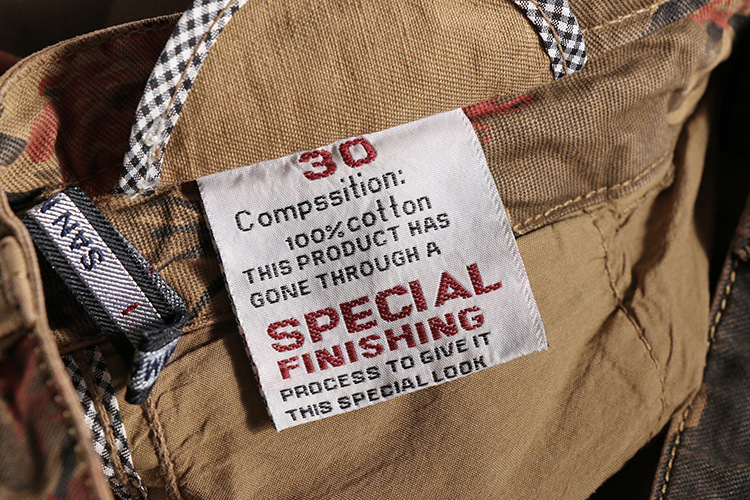 30
Compssition:
100%cotton
THIS PRODUCT HAS
GONE THROUGH A
SPECIAL
FINISHING
PROCESS TO GIVE IT
THIS SPECIAL LOOK